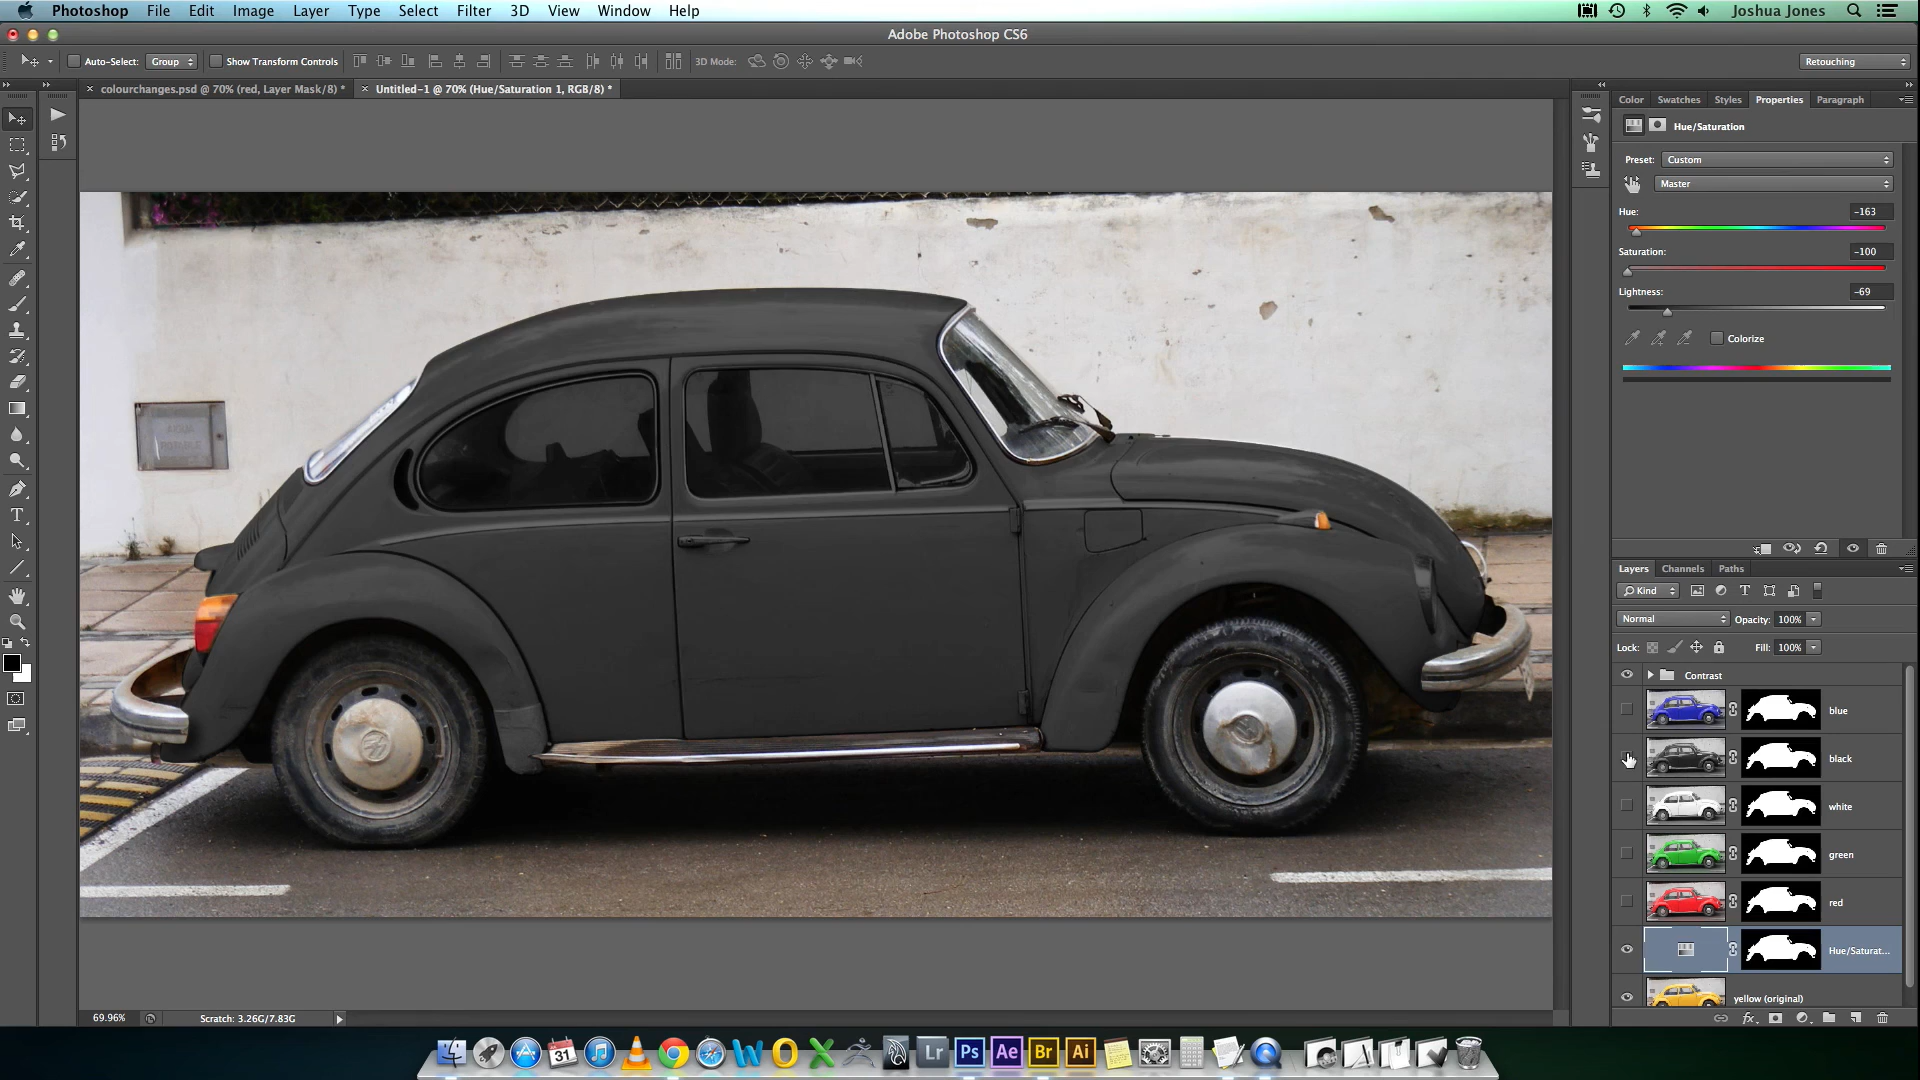 Photoshop File Edit Image Layer Type Select Filter 3D View Window Help Joshua Jones
Adobe Photoshop CS6
Auto-Select: Group Show Transform Controls 3D Mode: Retouching
colourchanges.psd @ 70% (red, Layer Mask/8) * Untitled-1 @ 70% (Hue/Saturation 1, RGB/8) *
Color Swatches Styles Properties Paragraph
Hue/Saturation
Preset: Custom
Master
Hue: -163
Saturation: -100
Lightness: -69
Colorize
AQUA
POTABLE
Layers Channels Paths
Kind
Normal Opacity: 100%
Lock: Fill: 100%
Contrast
blue
black
white
green
red
Hue/Saturat...
yellow (original)
69.96% Scratch: 3.26G/7.83G
31
Lr Ps Ae Br Ai